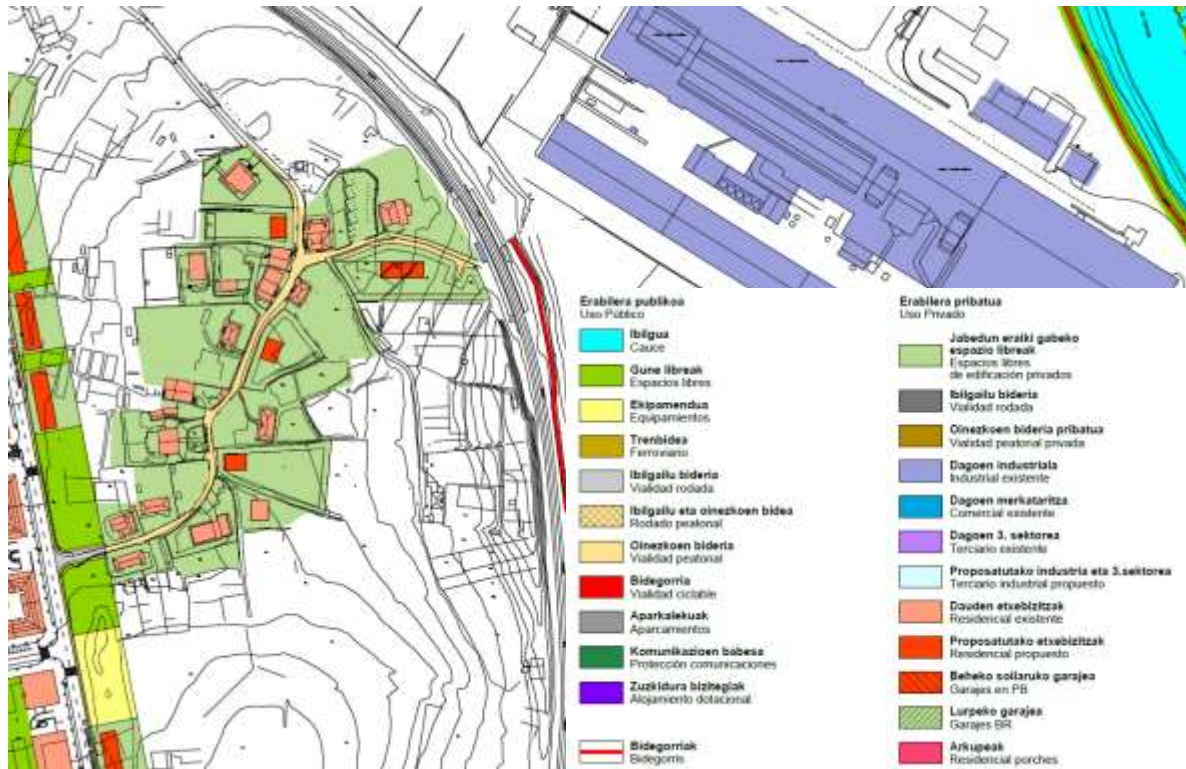 Erabilera publikoa
Uso Público
Ibilgua
Cauce
Gune libreak
Espacios libres
Ekipamendua
Equipamientos
Trenbidea
Ferroviario
Ibilgailu bideria
Vialidad rodada
Ibilgailu eta oinezkoen bidea
Rodado peatonal
Oinezkoen bideria
Vialidad peatonal
Bidegorria
Vialidad ciclable
Aparkalekuak
Aparcamientos
Komunikazioen babesa
Protección comunicaciones
Zuzkidura bizitegiak
Alojamiento dotacional
Bidegorriak
Bidegorris
Erabilera pribatua
Uso Privado
Jabedun eraiki gabeko
espazio libreak
Espacios libres
de edificación privados
Ibilgailu bideria
Vialidad rodada
Oinezkoen bideria pribatua
Vialidad peatonal privada
Dagoen industriala
Industrial existente
Dagoen merkataritza
Comercial existente
Dagoen 3. sektorea
Terciario existente
Proposatutako industria eta 3.sektorea
Terciario industrial propuesto
Dauden etxebizitzak
Residencial existente
Proposatutako etxebizitzak
Residencial propuesto
Beheko solairuko garajea
Garajes en PB
Lurpeko garajea
Garajes BR
Arkupeak
Residencial porches